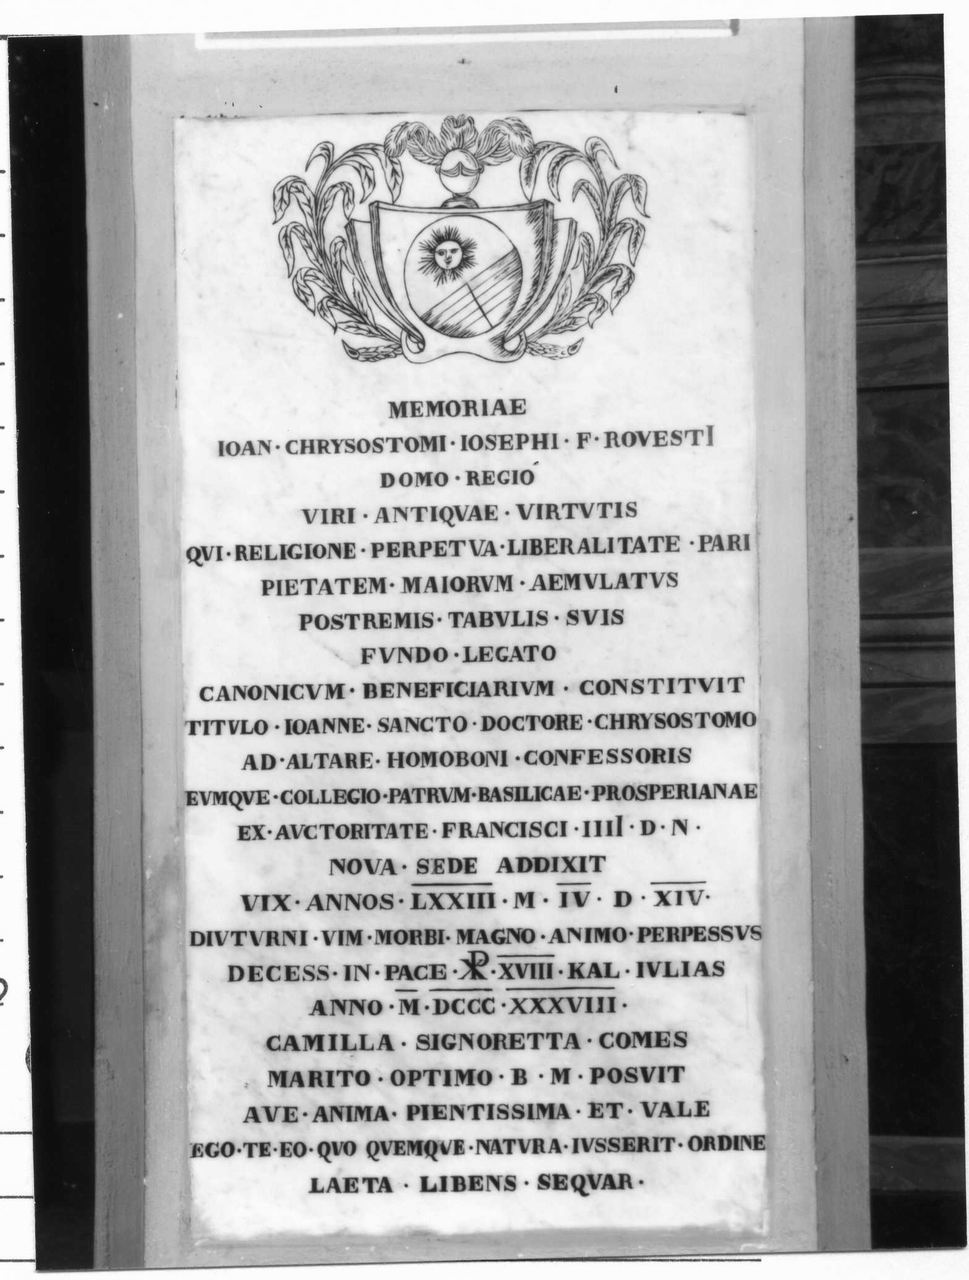 MEMORIAE
IOAN · CHRYSOSTOMI · IOSEPHI · F · ROVESTI
DOMO · REGIÓ
VIRI · ANTIQVAE · VIRTVTIS
QVI · RELIGIONE · PERPETVA · LIBERALITATE · PARI
PIETATEM · MAIORVM · AEMVLATVS
POSTREMIS · TABVLIS · SVIS
FVNDO · LEGATO
CANONICVM · BENEFICIARIVM · CONSTITVIT
TITVLO · IOANNE · SANCTO · DOCTORE · CHRYSOSTOMO
AD · ALTARE · HOMOBONI · CONFESSORIS
EVMQVE · COLLEGIO · PATRVM · BASILICAE · PROSPERIANAE
EX · AVCTORITATE · FRANCISCI · IIII · D · N ·
NOVA · SEDE ADDIXIT
VIX · ANNOS · LXXIII · M · IV · D · XIV ·
DIVTVRNI · VIM · MORBI · MAGNO · ANIMO · PERPESSVS
DECESS · IN · PACE · ☧ · XVIII · KAL · IVLIAS
ANNO · M · DCCC · XXXVIII ·
CAMILLA · SIGNORETTA · COMES
MARITO · OPTIMO · B · M · POSVIT
AVE · ANIMA · PIENTISSIMA · ET · VALE
EGO · TE · EO · QVO QVEMQVE · NATVRA · IVSSERIT · ORDINE
LAETA · LIBENS · SEQVAR ·